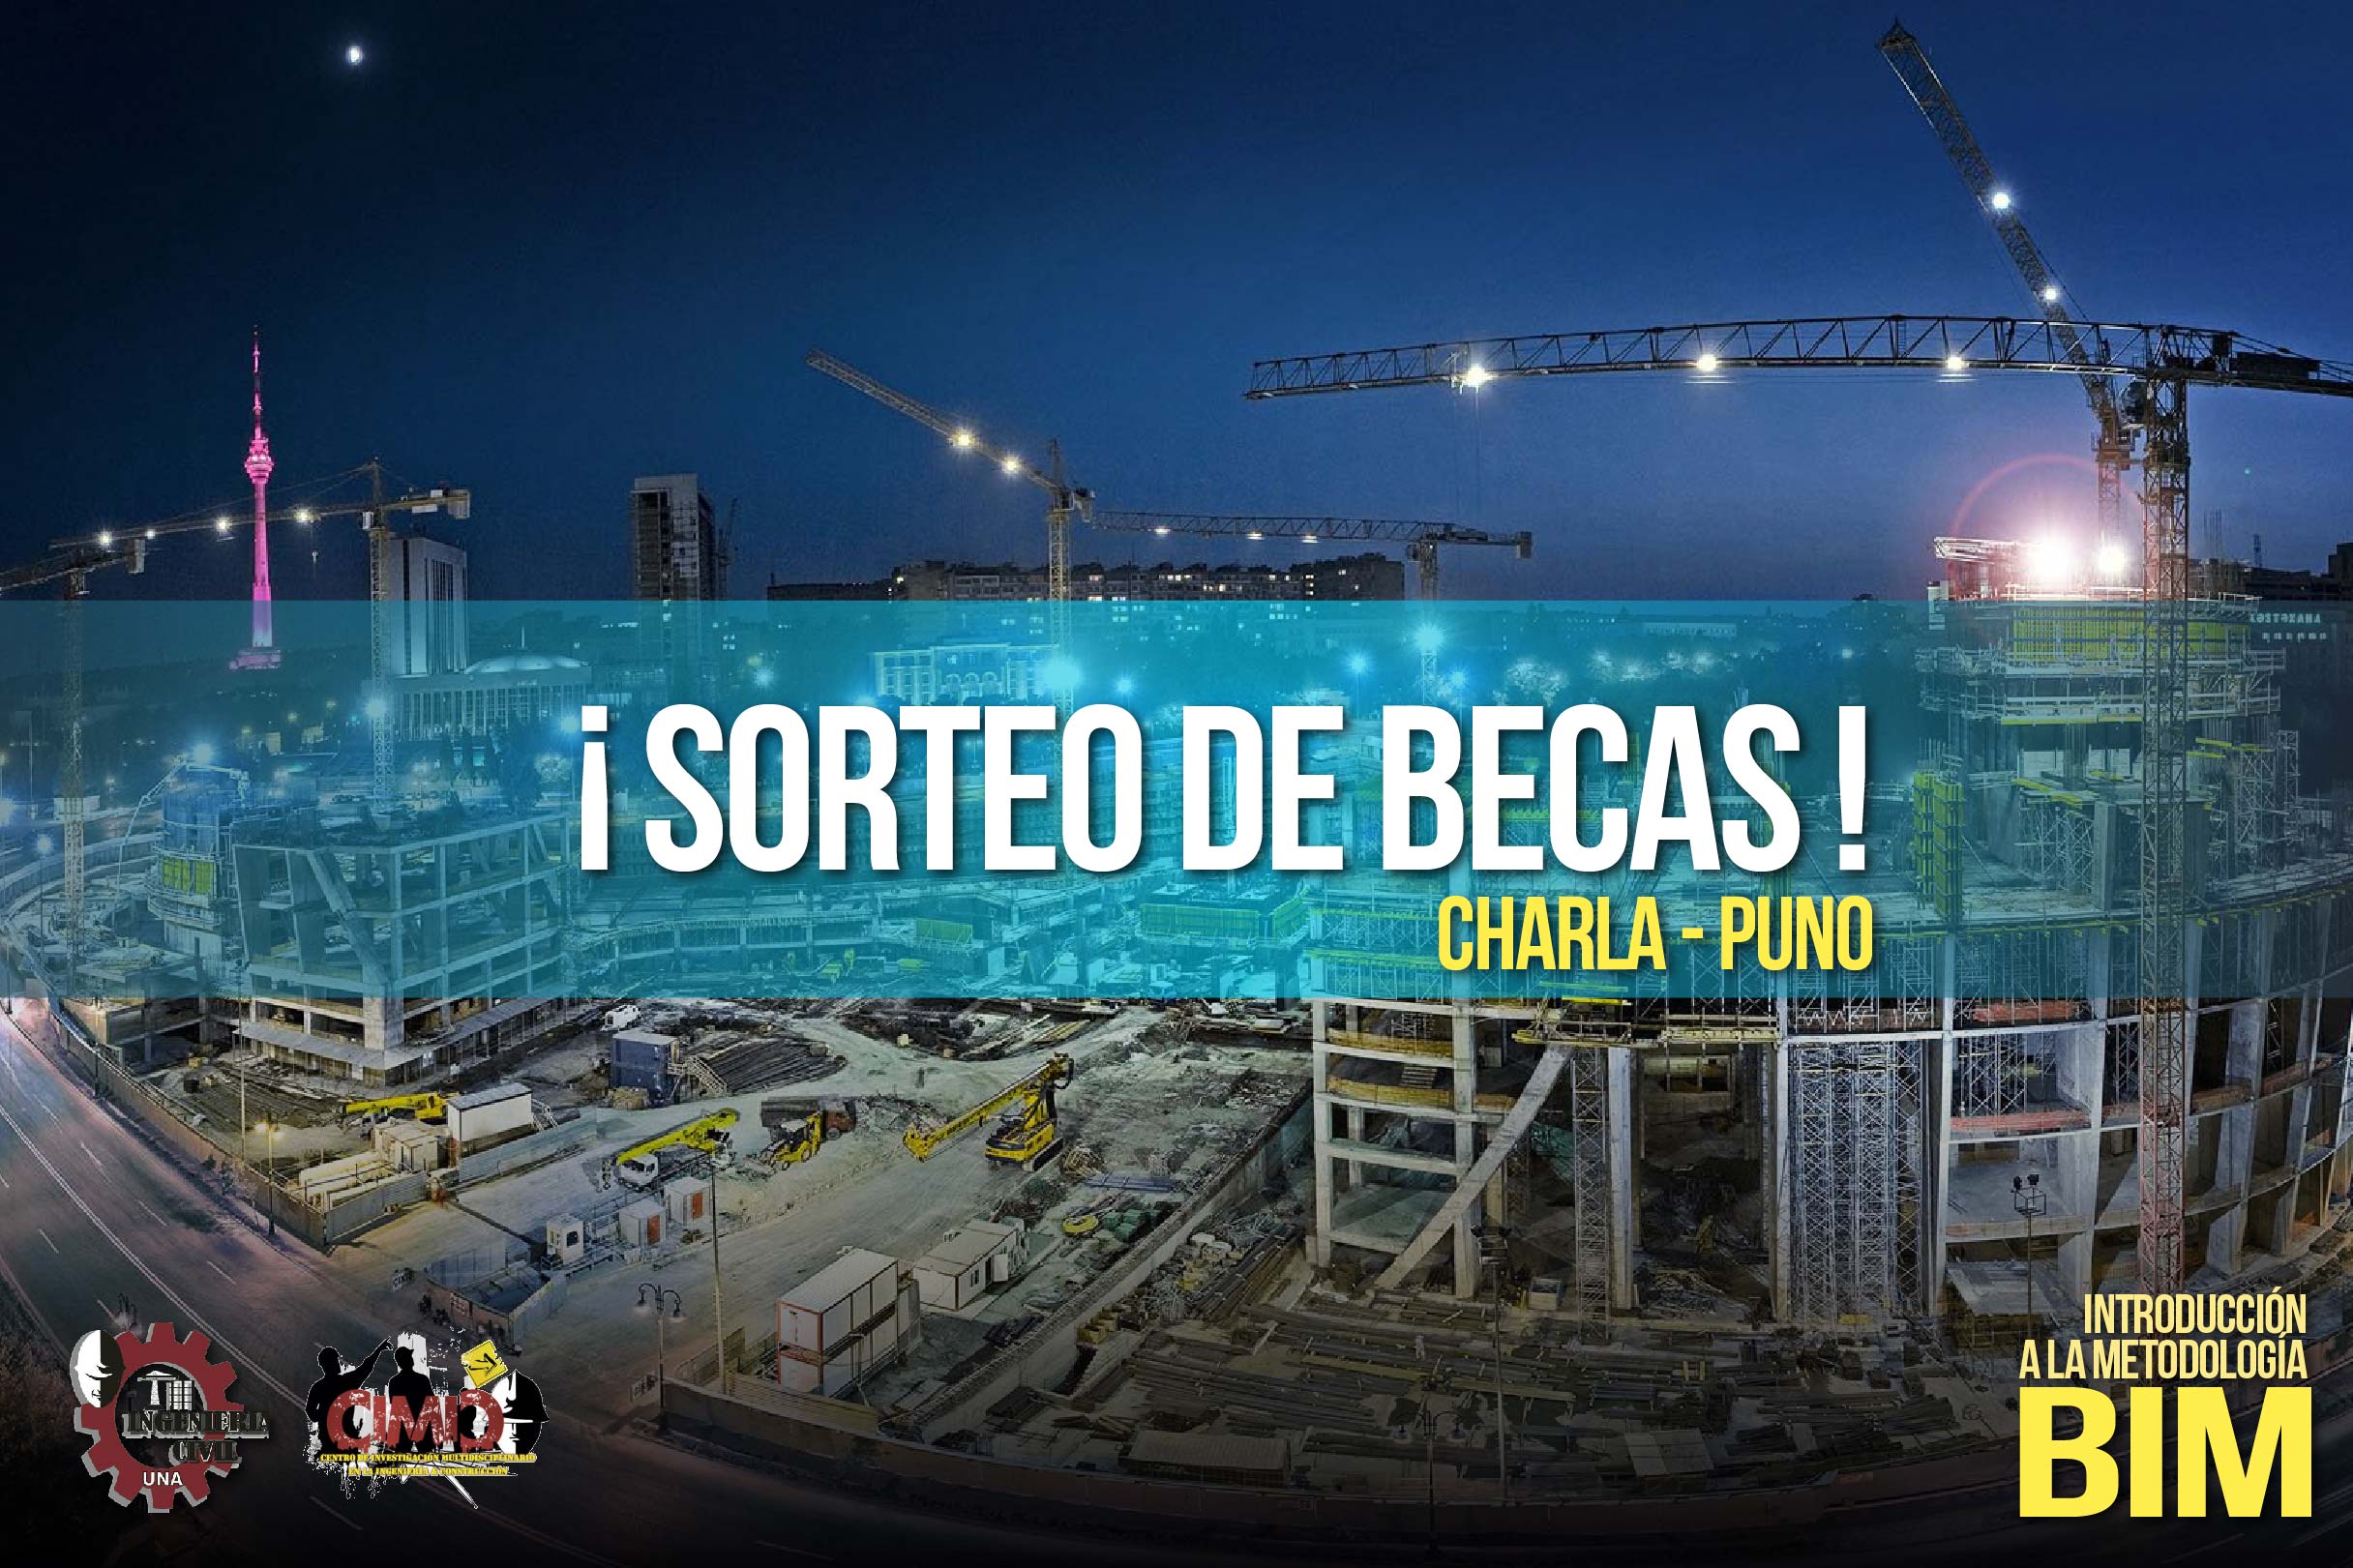 ¡ SORTEO DE BECAS !
CHARLA - PUNO
INTRODUCCIÓN
A LA METODOLOGÍA
BIM
INGENIERIA
CIVIL
UNA
CIMIC
CENTRO DE INVESTIGACIÓN MULTIDISCIPLINARIO
EN LA INGENIERIA & CONSTRUCCIÓN